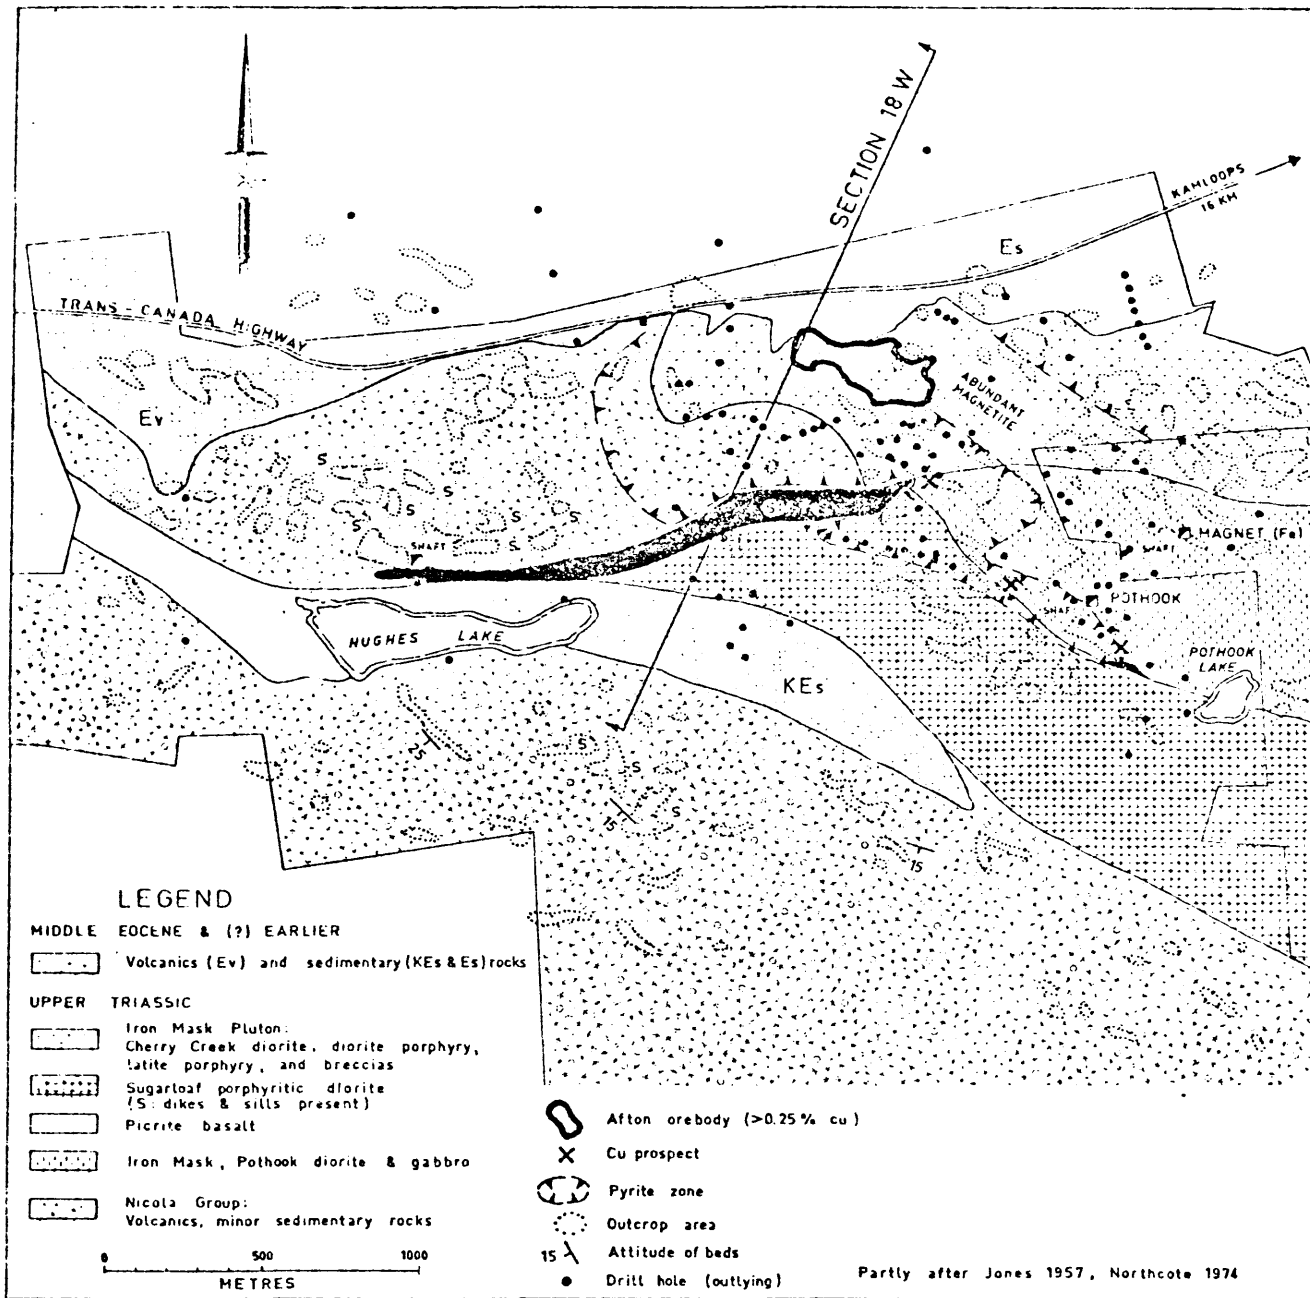 SECTION 18 W
KAMLOOPS
16 KM
Es
TRANS-CANADA HIGHWAY
Ev
ABUNDANT
MAGNETITE
S
S
S
S
S
S
S
SHAFT
MAGNET (Fe)
SHAFT
POTHOOK
SHAF
HUGHES LAKE
POTHOOK
LAKE
KEs
25
S
S
S
15
15
LEGEND
MIDDLE EOCENE & (?) EARLIER
Volcanics (Ev) and sedimentary (KEs & Es) rocks
UPPER TRIASSIC
Iron Mask Pluton:
Cherry Creek diorite, diorite porphyry,
latite porphyry, and breccias
Sugarloaf porphyritic diorite
(S: dikes & sills present)
Picrite basalt
Iron Mask, Pothook diorite & gabbro
Nicola Group:
Volcanics, minor sedimentary rocks
0 500 1000
METRES
Afton orebody (>0.25% cu)
Cu prospect
Pyrite zone
Outcrop area
15 Attitude of beds
Drill hole (outlying)
Partly after Jones 1957, Northcote 1974